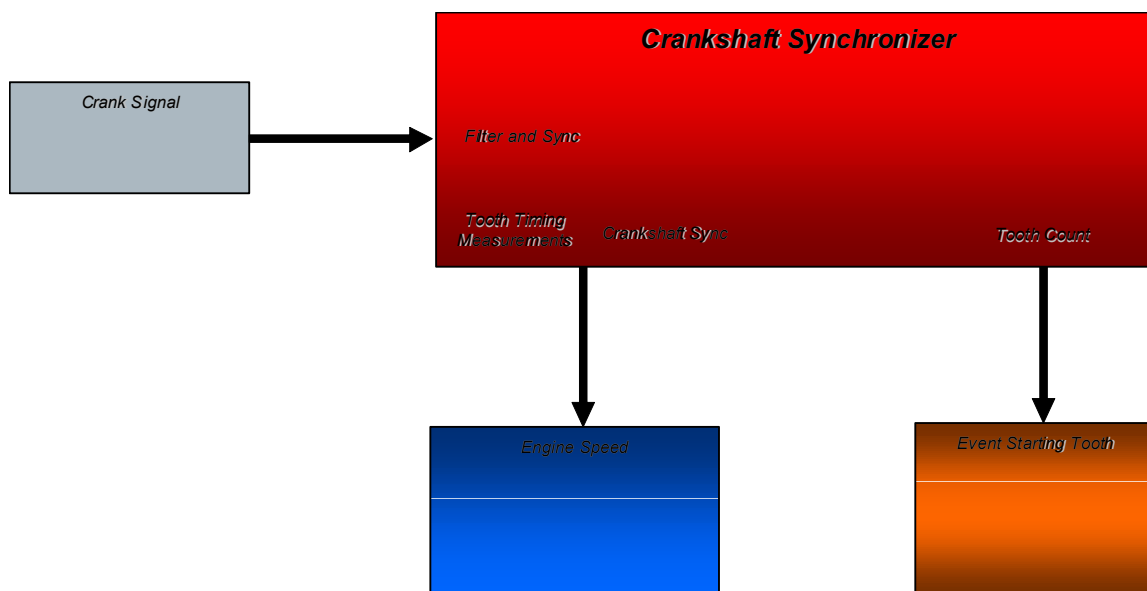 Crankshaft Synchronizer
Crank Signal
Filter and Sync
Tooth Timing
Measurements
Crankshaft Sync
Tooth Count
Engine Speed
Event Starting Tooth